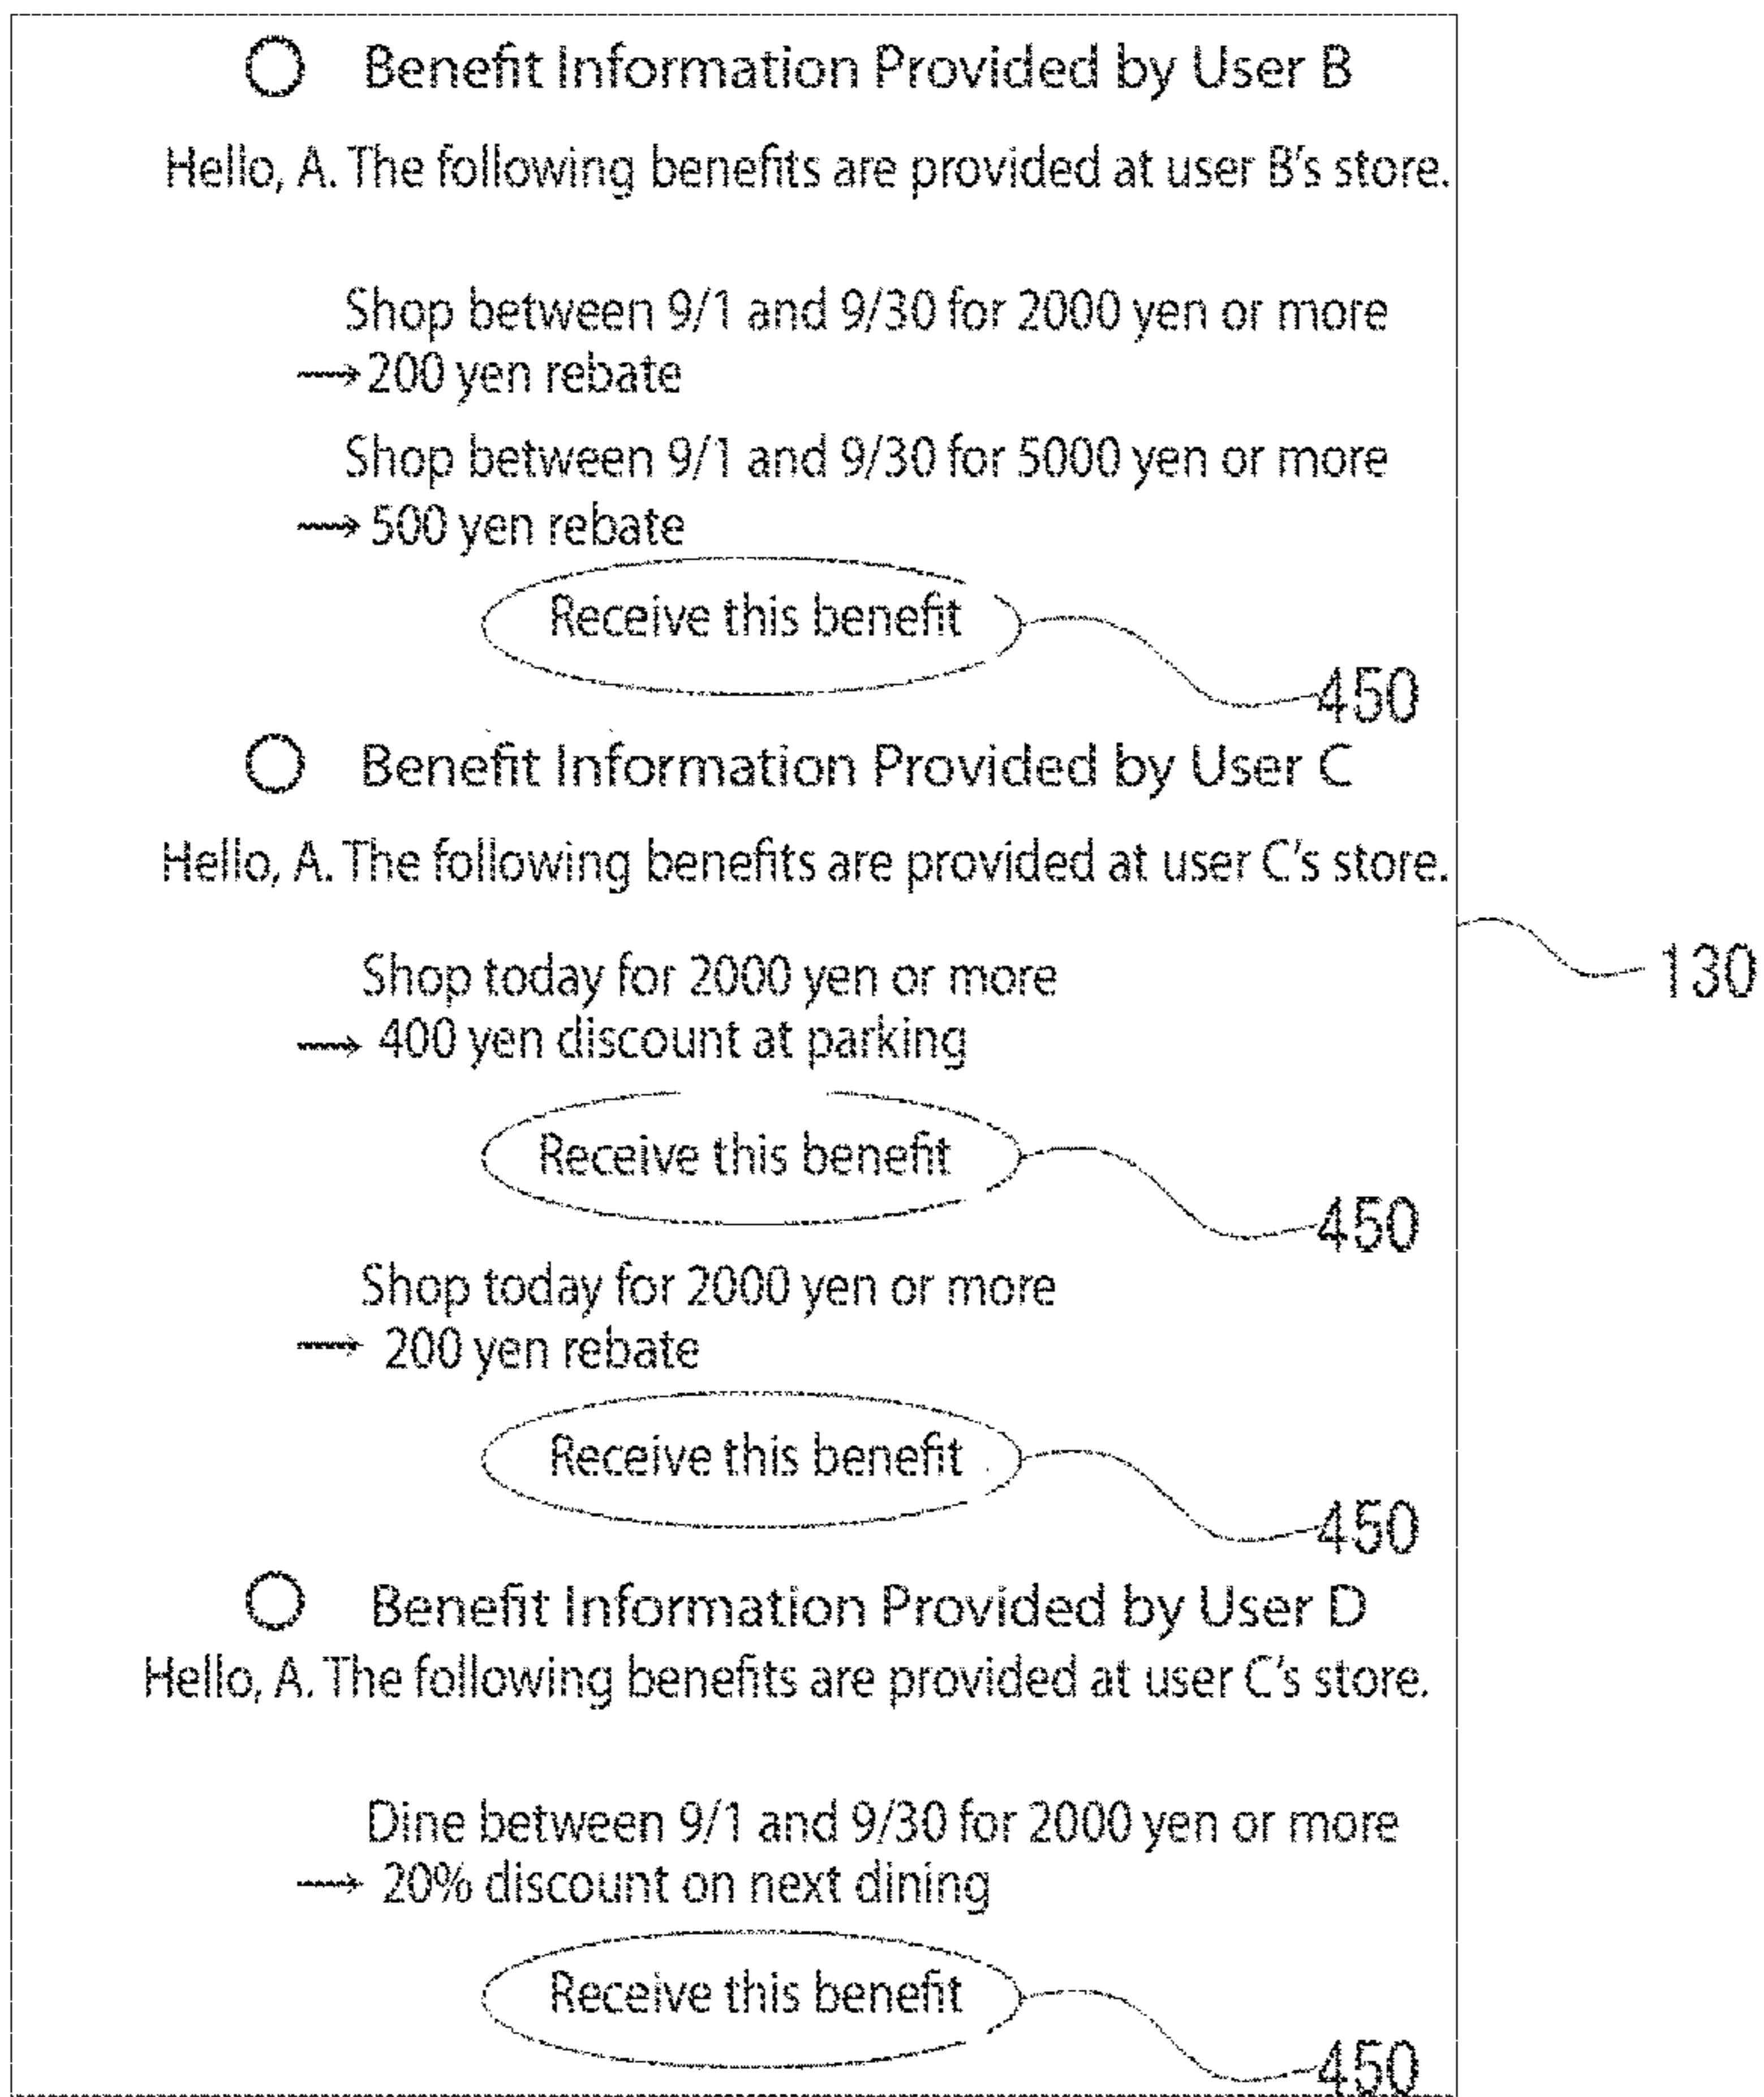 Benefit Information Provided by User B
Hello, A. The following benefits are provided at user B's store.
Shop between 9/1 and 9/30 for 2000 yen or more
→ 200 yen rebate
Shop between 9/1 and 9/30 for 5000 yen or more
→ 500 yen rebate
Receive this benefit
450
Benefit Information Provided by User C
Hello, A. The following benefits are provided at user C's store.
130
Shop today for 2000 yen or more
→ 400 yen discount at parking
Receive this benefit
450
Shop today for 2000 yen or more
→ 200 yen rebate
Receive this benefit
450
Benefit Information Provided by User D
Hello, A. The following benefits are provided at user C's store.
Dine between 9/1 and 9/30 for 2000 yen or more
→ 20% discount on next dining
Receive this benefit
450